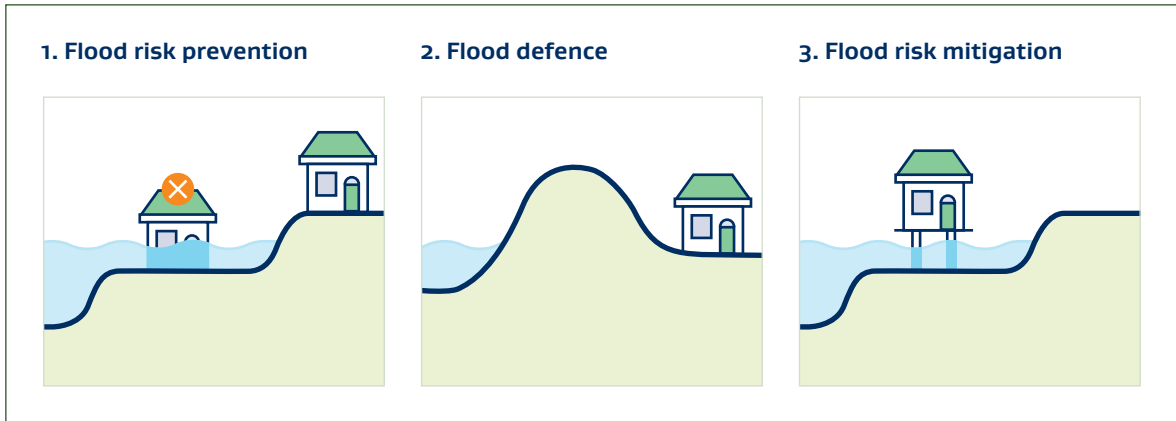 1. Flood risk prevention
2. Flood defence
3. Flood risk mitigation